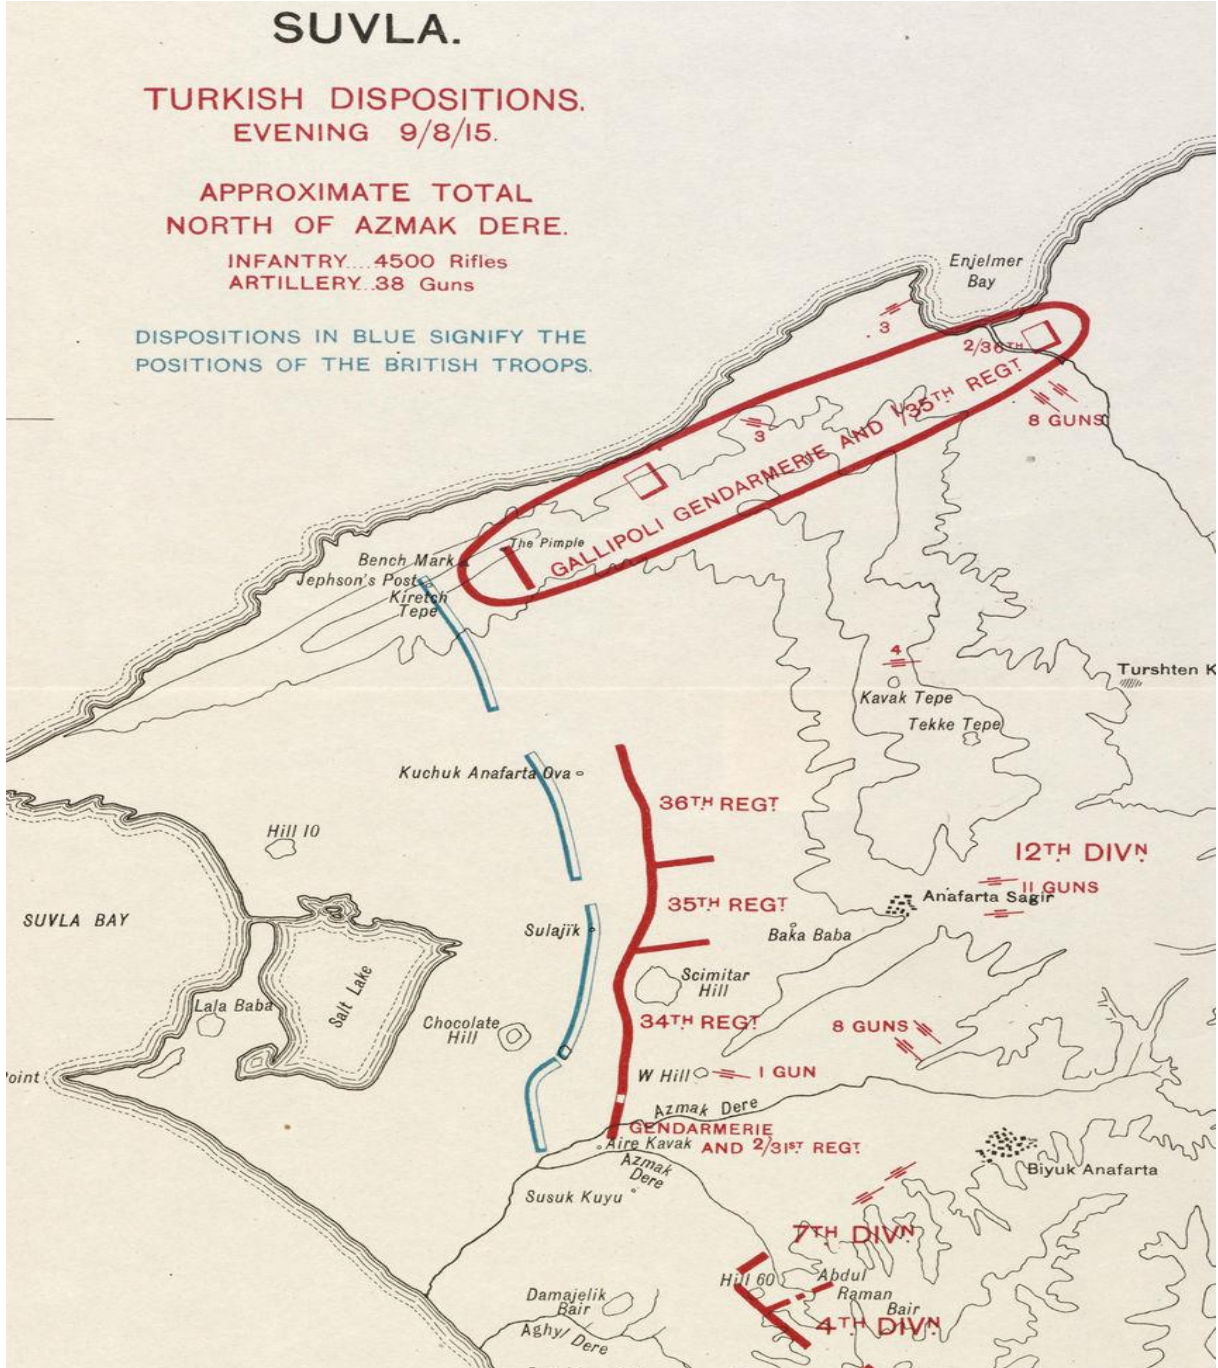 SUVLA.
TURKISH DISPOSITIONS.
EVENING 9/8/15.
APPROXIMATE TOTAL
NORTH OF AZMAK DERE.
INFANTRY....4500 Rifles
ARTILLERY..38 Guns
DISPOSITIONS IN BLUE SIGNIFY THE
POSITIONS OF THE BRITISH TROOPS.
Enjelmer
Bay
3
2/36TH
8 GUNS
3
GALLIPOLI GENDARMERIE AND 1/35TH REGT
The Pimple
Bench Mark
Jephson's Post
Kiretch
Tepe
4
Turshten K
Kavak Tepe
Tekke Tepe
Kuchuk Anafarta Ova
36TH REGT
Hill 10
12TH DIVN
11 GUNS
Anafarta Sagir
35TH REGT
SUVLA BAY
Sulajik
Baka Baba
Scimitar
Hill
Salt Lake
Lala Baba
Chocolate
Hill
34TH REGT
8 GUNS
W Hill
1 GUN
oint
Azmak Dere
GENDARMERIE
AND 2/31ST REGT.
Aire Kavak
Azmak
Dere
Biyuk Anafarta
Susuk Kuyu
7TH DIVN
Hill 60
Abdul
Raman
Bair
Damajelik
Bair
4TH DIVN
Aghyl Dere